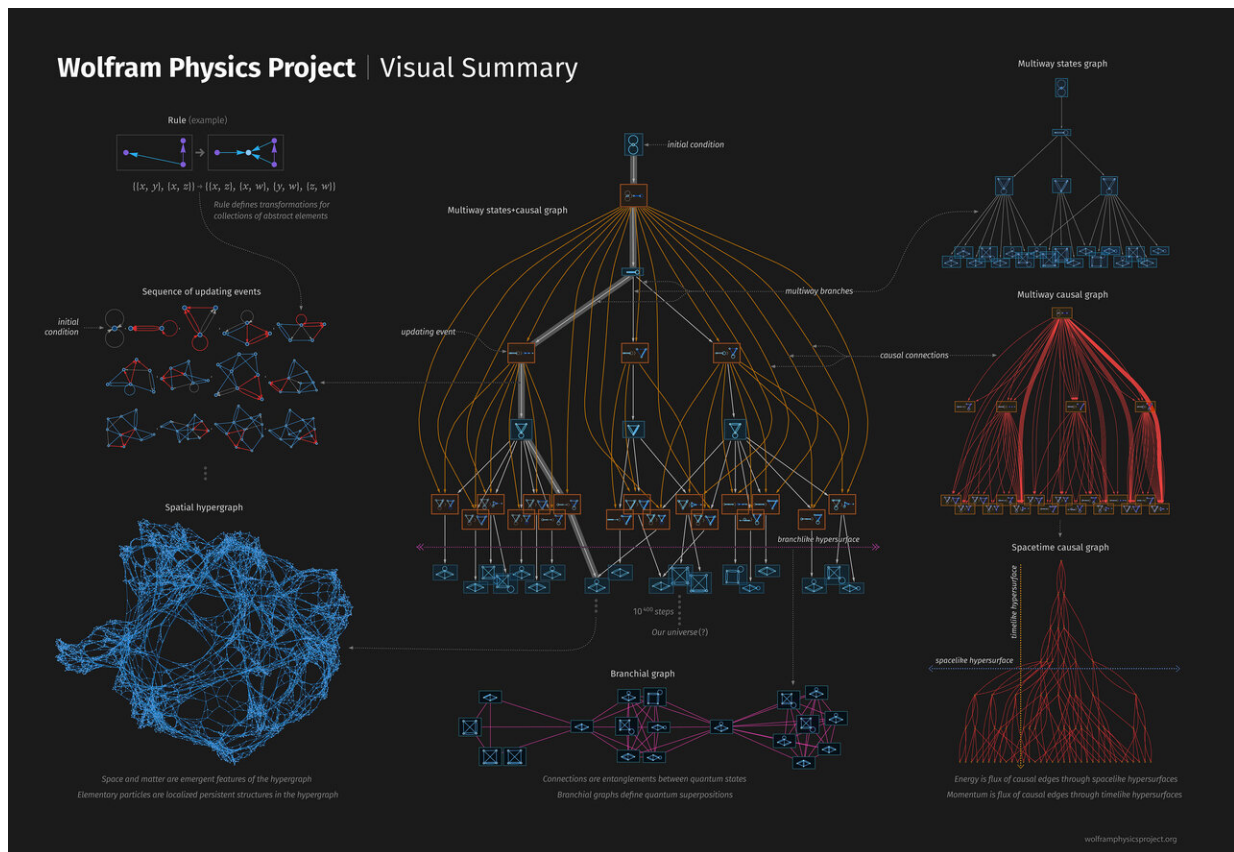 Wolfram Physics Project | Visual Summary
Rule (example)
{{x, y}, {x, z}} → {{x, z}, {x, w}, {y, w}, {z, w}}
Rule defines transformations for
collections of abstract elements
Sequence of updating events
initial
condition
Spatial hypergraph
Space and matter are emergent features of the hypergraph
Elementary particles are localized persistent structures in the hypergraph
initial condition
Multiway states+causal graph
multiway branches
updating event
causal connections
branchlike hypersurface
10^400 steps
Our universe(?)
Branchial graph
Connections are entanglements between quantum states
Branchial graphs define quantum superpositions
Multiway states graph
Multiway causal graph
Spacetime causal graph
timelike hypersurface
spacelike hypersurface
Energy is flux of causal edges through spacelike hypersurfaces
Momentum is flux of causal edges through timelike hypersurfaces
wolframphysicsproject.org